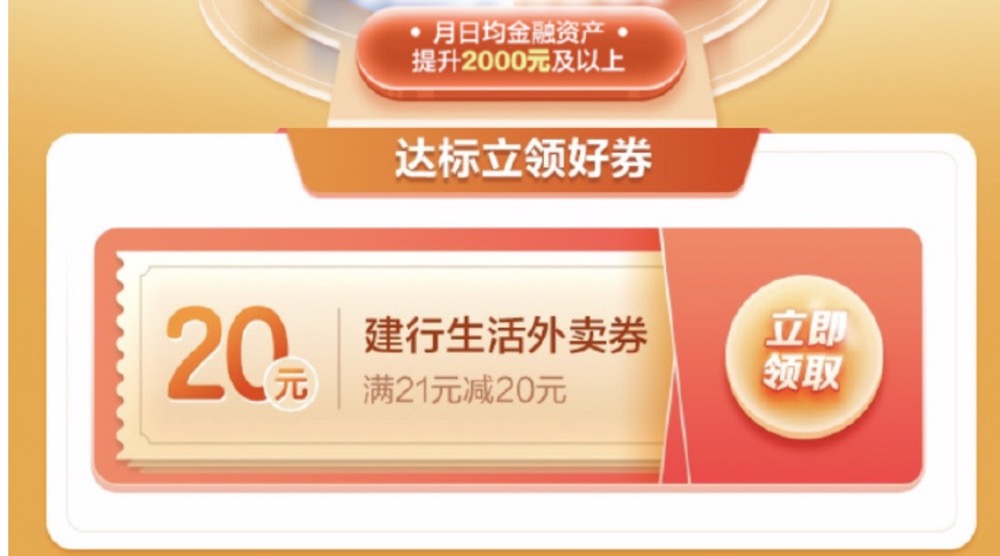 • 月日均金融资产 •
提升2000元及以上
达标立领好券
20元
建行生活外卖券
满21元减20元
立即
领取